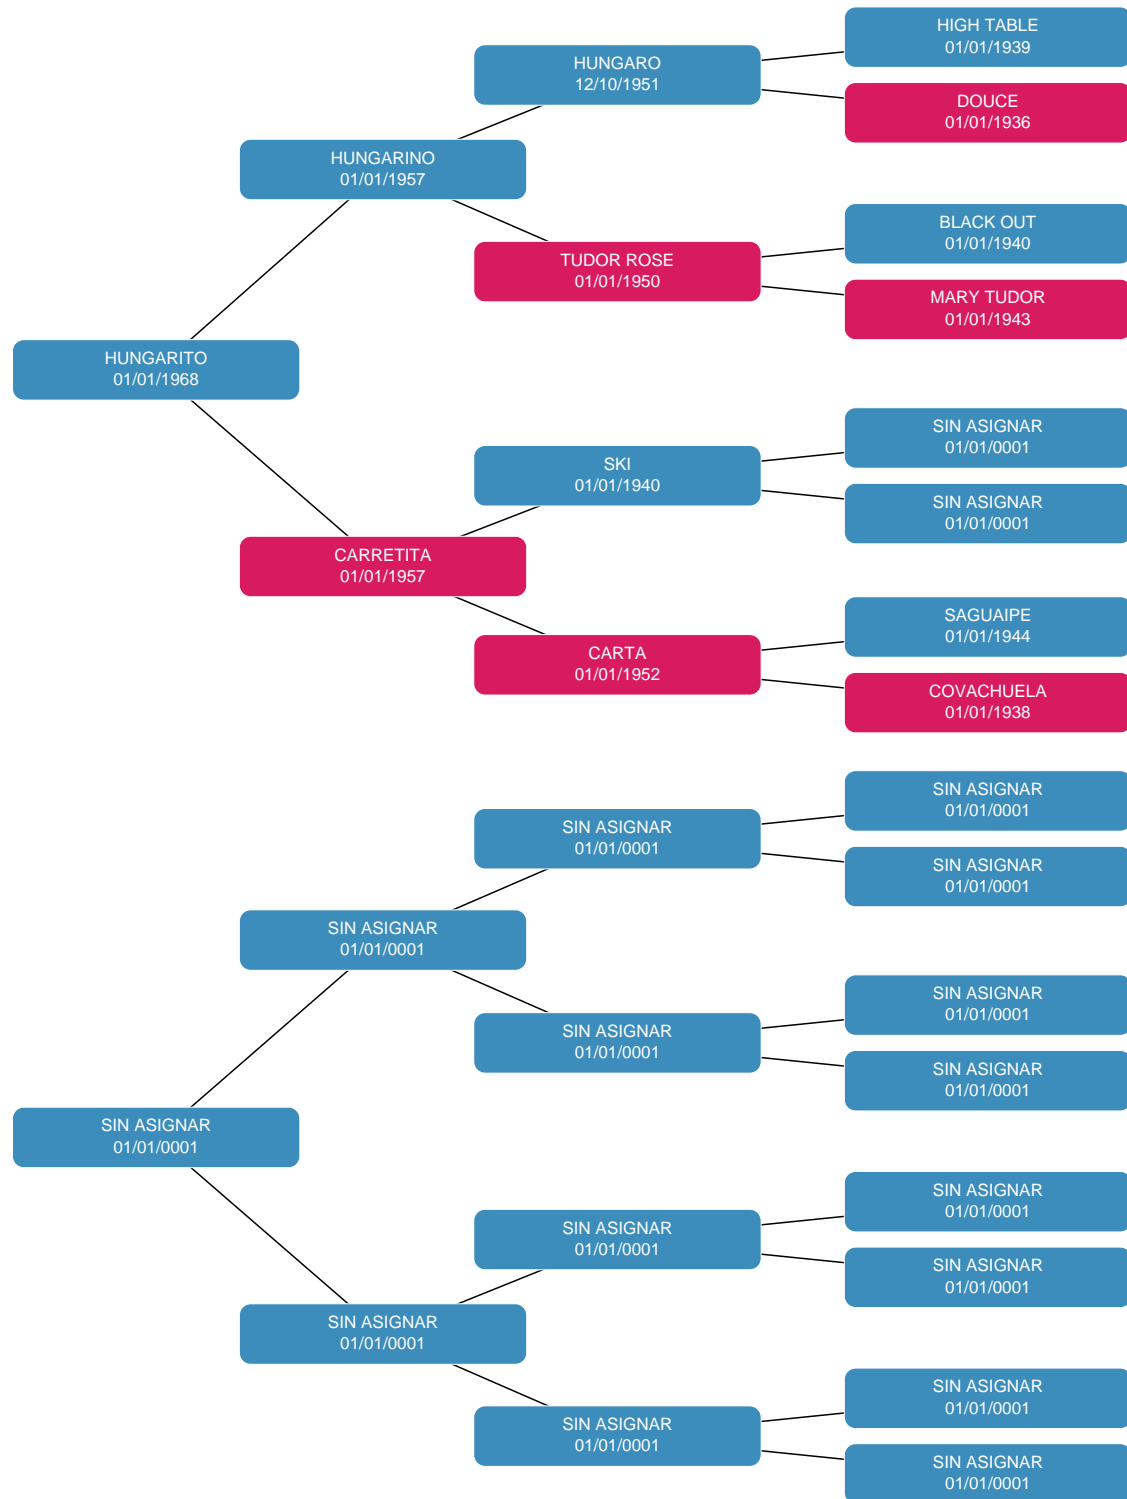 HIGH TABLE
01/01/1939
HUNGARO
12/10/1951
DOUCE
01/01/1936
HUNGARINO
01/01/1957
BLACK OUT
01/01/1940
TUDOR ROSE
01/01/1950
MARY TUDOR
01/01/1943
HUNGARITO
01/01/1968
SIN ASIGNAR
01/01/0001
SKI
01/01/1940
SIN ASIGNAR
01/01/0001
CARRETITA
01/01/1957
SAGUAIPE
01/01/1944
CARTA
01/01/1952
COVACHUELA
01/01/1938
SIN ASIGNAR
01/01/0001
SIN ASIGNAR
01/01/0001
SIN ASIGNAR
01/01/0001
SIN ASIGNAR
01/01/0001
SIN ASIGNAR
01/01/0001
SIN ASIGNAR
01/01/0001
SIN ASIGNAR
01/01/0001
SIN ASIGNAR
01/01/0001
SIN ASIGNAR
01/01/0001
SIN ASIGNAR
01/01/0001
SIN ASIGNAR
01/01/0001
SIN ASIGNAR
01/01/0001
SIN ASIGNAR
01/01/0001
SIN ASIGNAR
01/01/0001
SIN ASIGNAR
01/01/0001